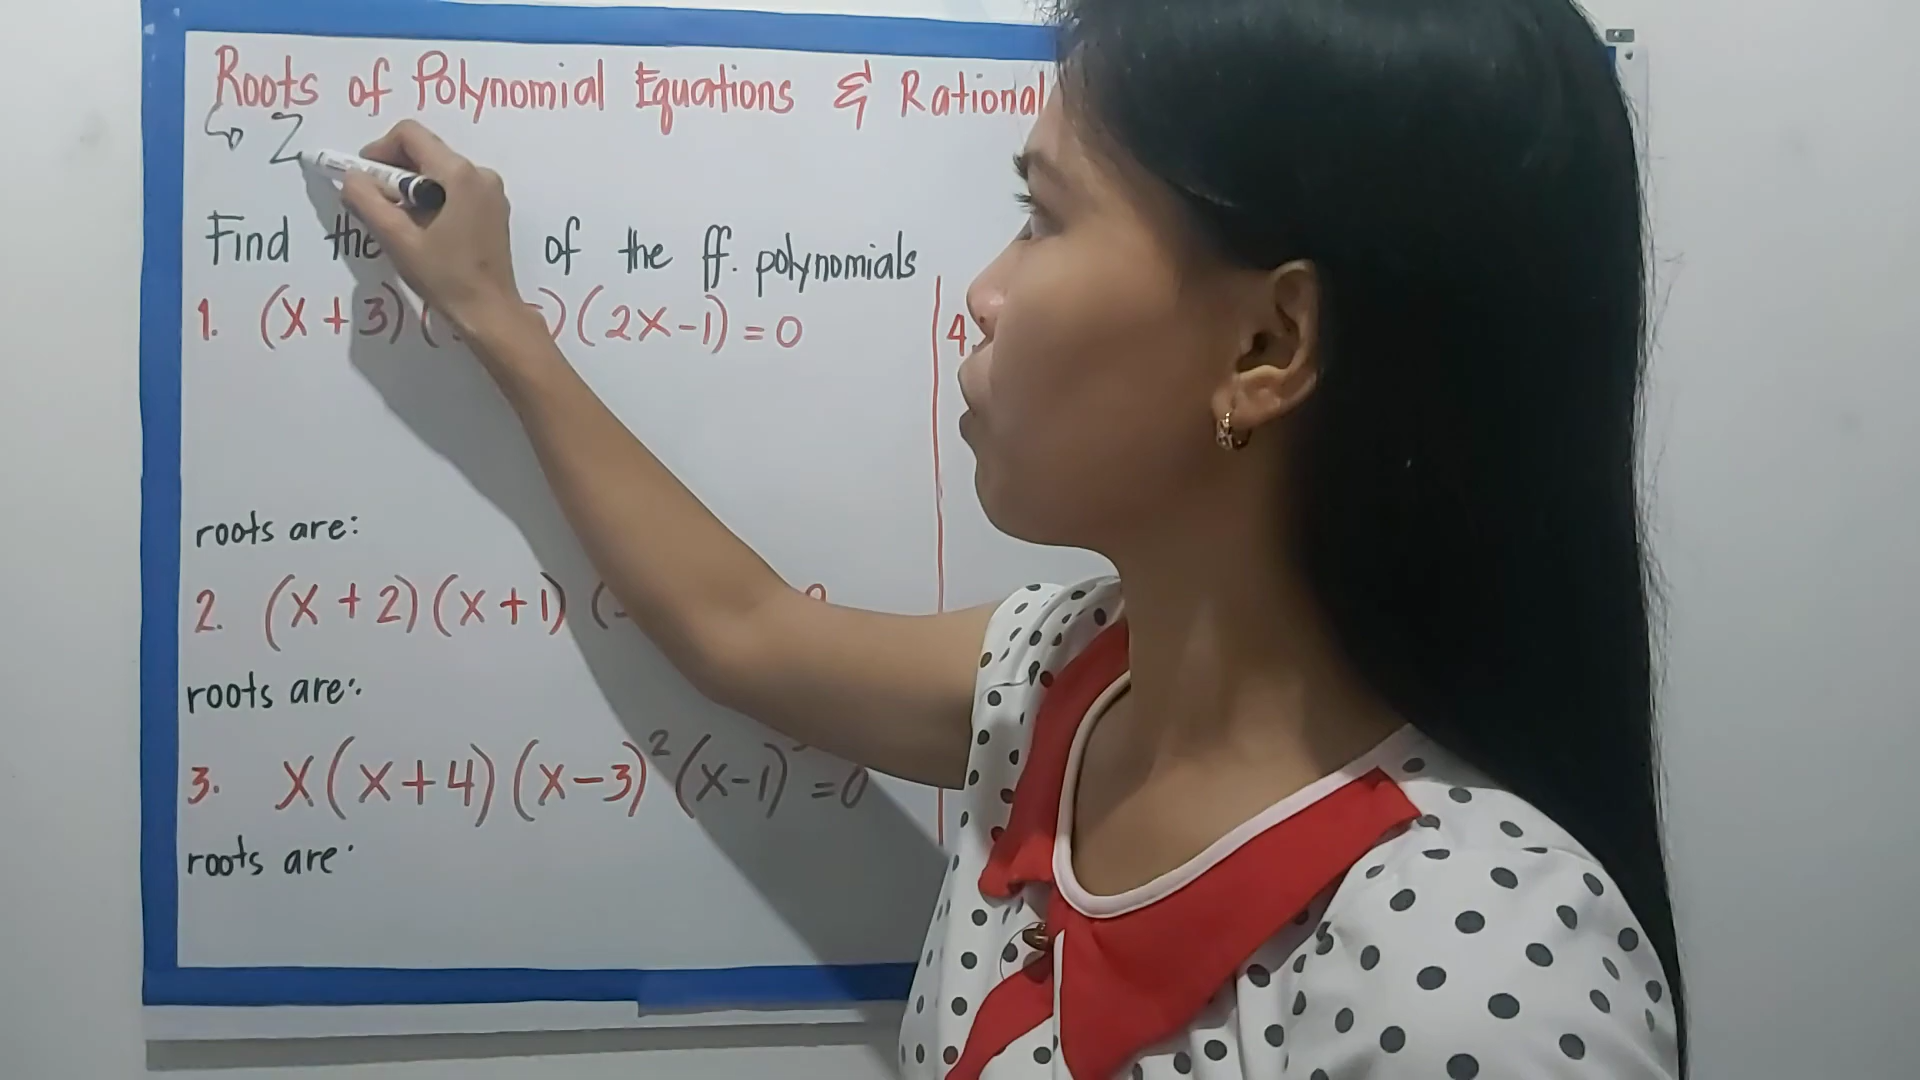 Roots of Polynomial Equations & Rational
Z
Find the of the ff. polynomials
1. (x+3) ( )(2x-1)=0
roots are:
2. (x+2)(x+1)(
roots are:
3. x(x+4)(x-3)²(x-1) =0
roots are:
4.